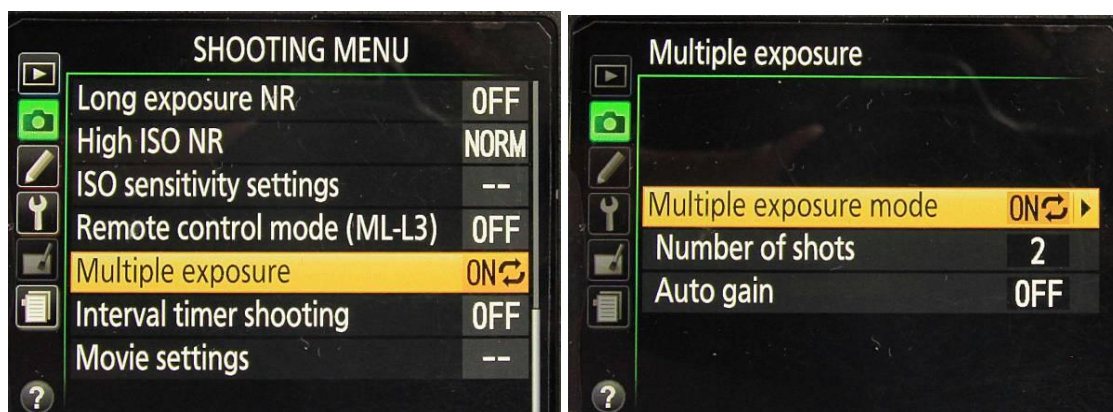 SHOOTING MENU
Long exposure NR OFF
High ISO NR NORM
ISO sensitivity settings --
Remote control mode (ML-L3) OFF
Multiple exposure ON
Interval timer shooting OFF
Movie settings --
?
Multiple exposure
Multiple exposure mode ON
Number of shots 2
Auto gain OFF
?